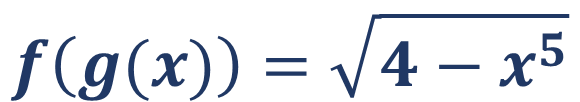 f(g(x)) = √(4 − x⁵)